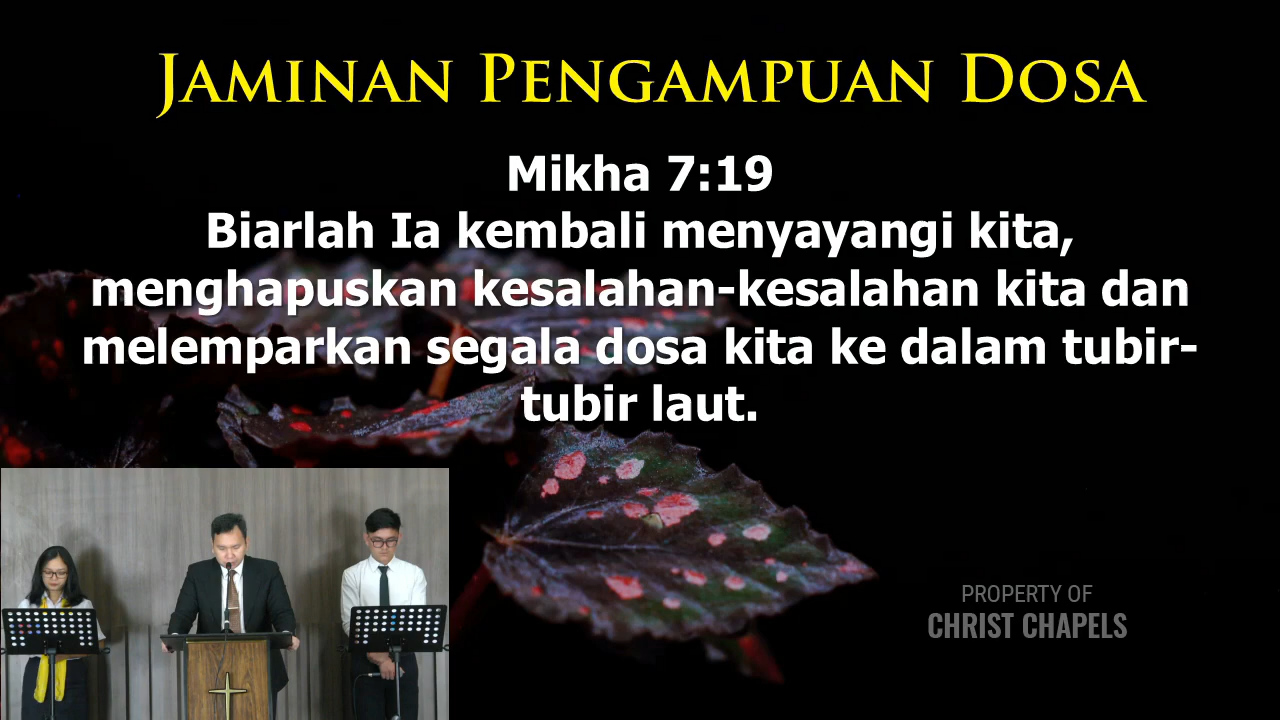 JAMINAN PENGAMPUAN DOSA
Mikha 7:19
Biarlah Ia kembali menyayangi kita,
menghapuskan kesalahan-kesalahan kita dan
melemparkan segala dosa kita ke dalam tubir-
tubir laut.
PROPERTY OF
CHRIST CHAPELS